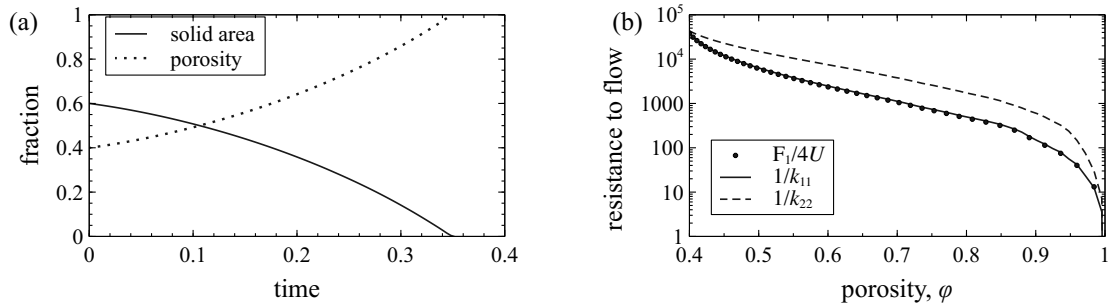 (a)
fraction
1
0.8
0.6
0.4
0.2
0
solid area
porosity
0
0.1
0.2
0.3
0.4
time
(b)
resistance to flow
10^5
10^4
1000
100
10
1
F_1/4U
1/k_11
1/k_22
0.4
0.5
0.6
0.7
0.8
0.9
1
porosity, φ